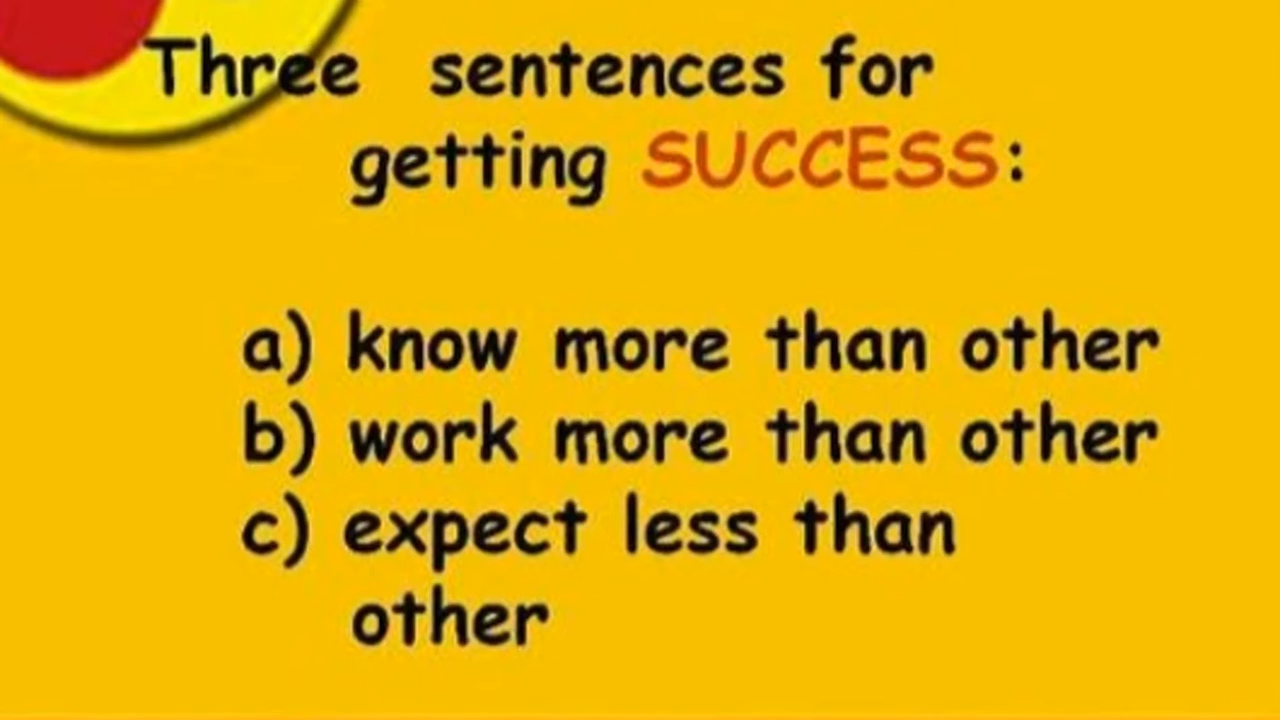 Three sentences for
getting SUCCESS:
a) know more than other
b) work more than other
c) expect less than
other